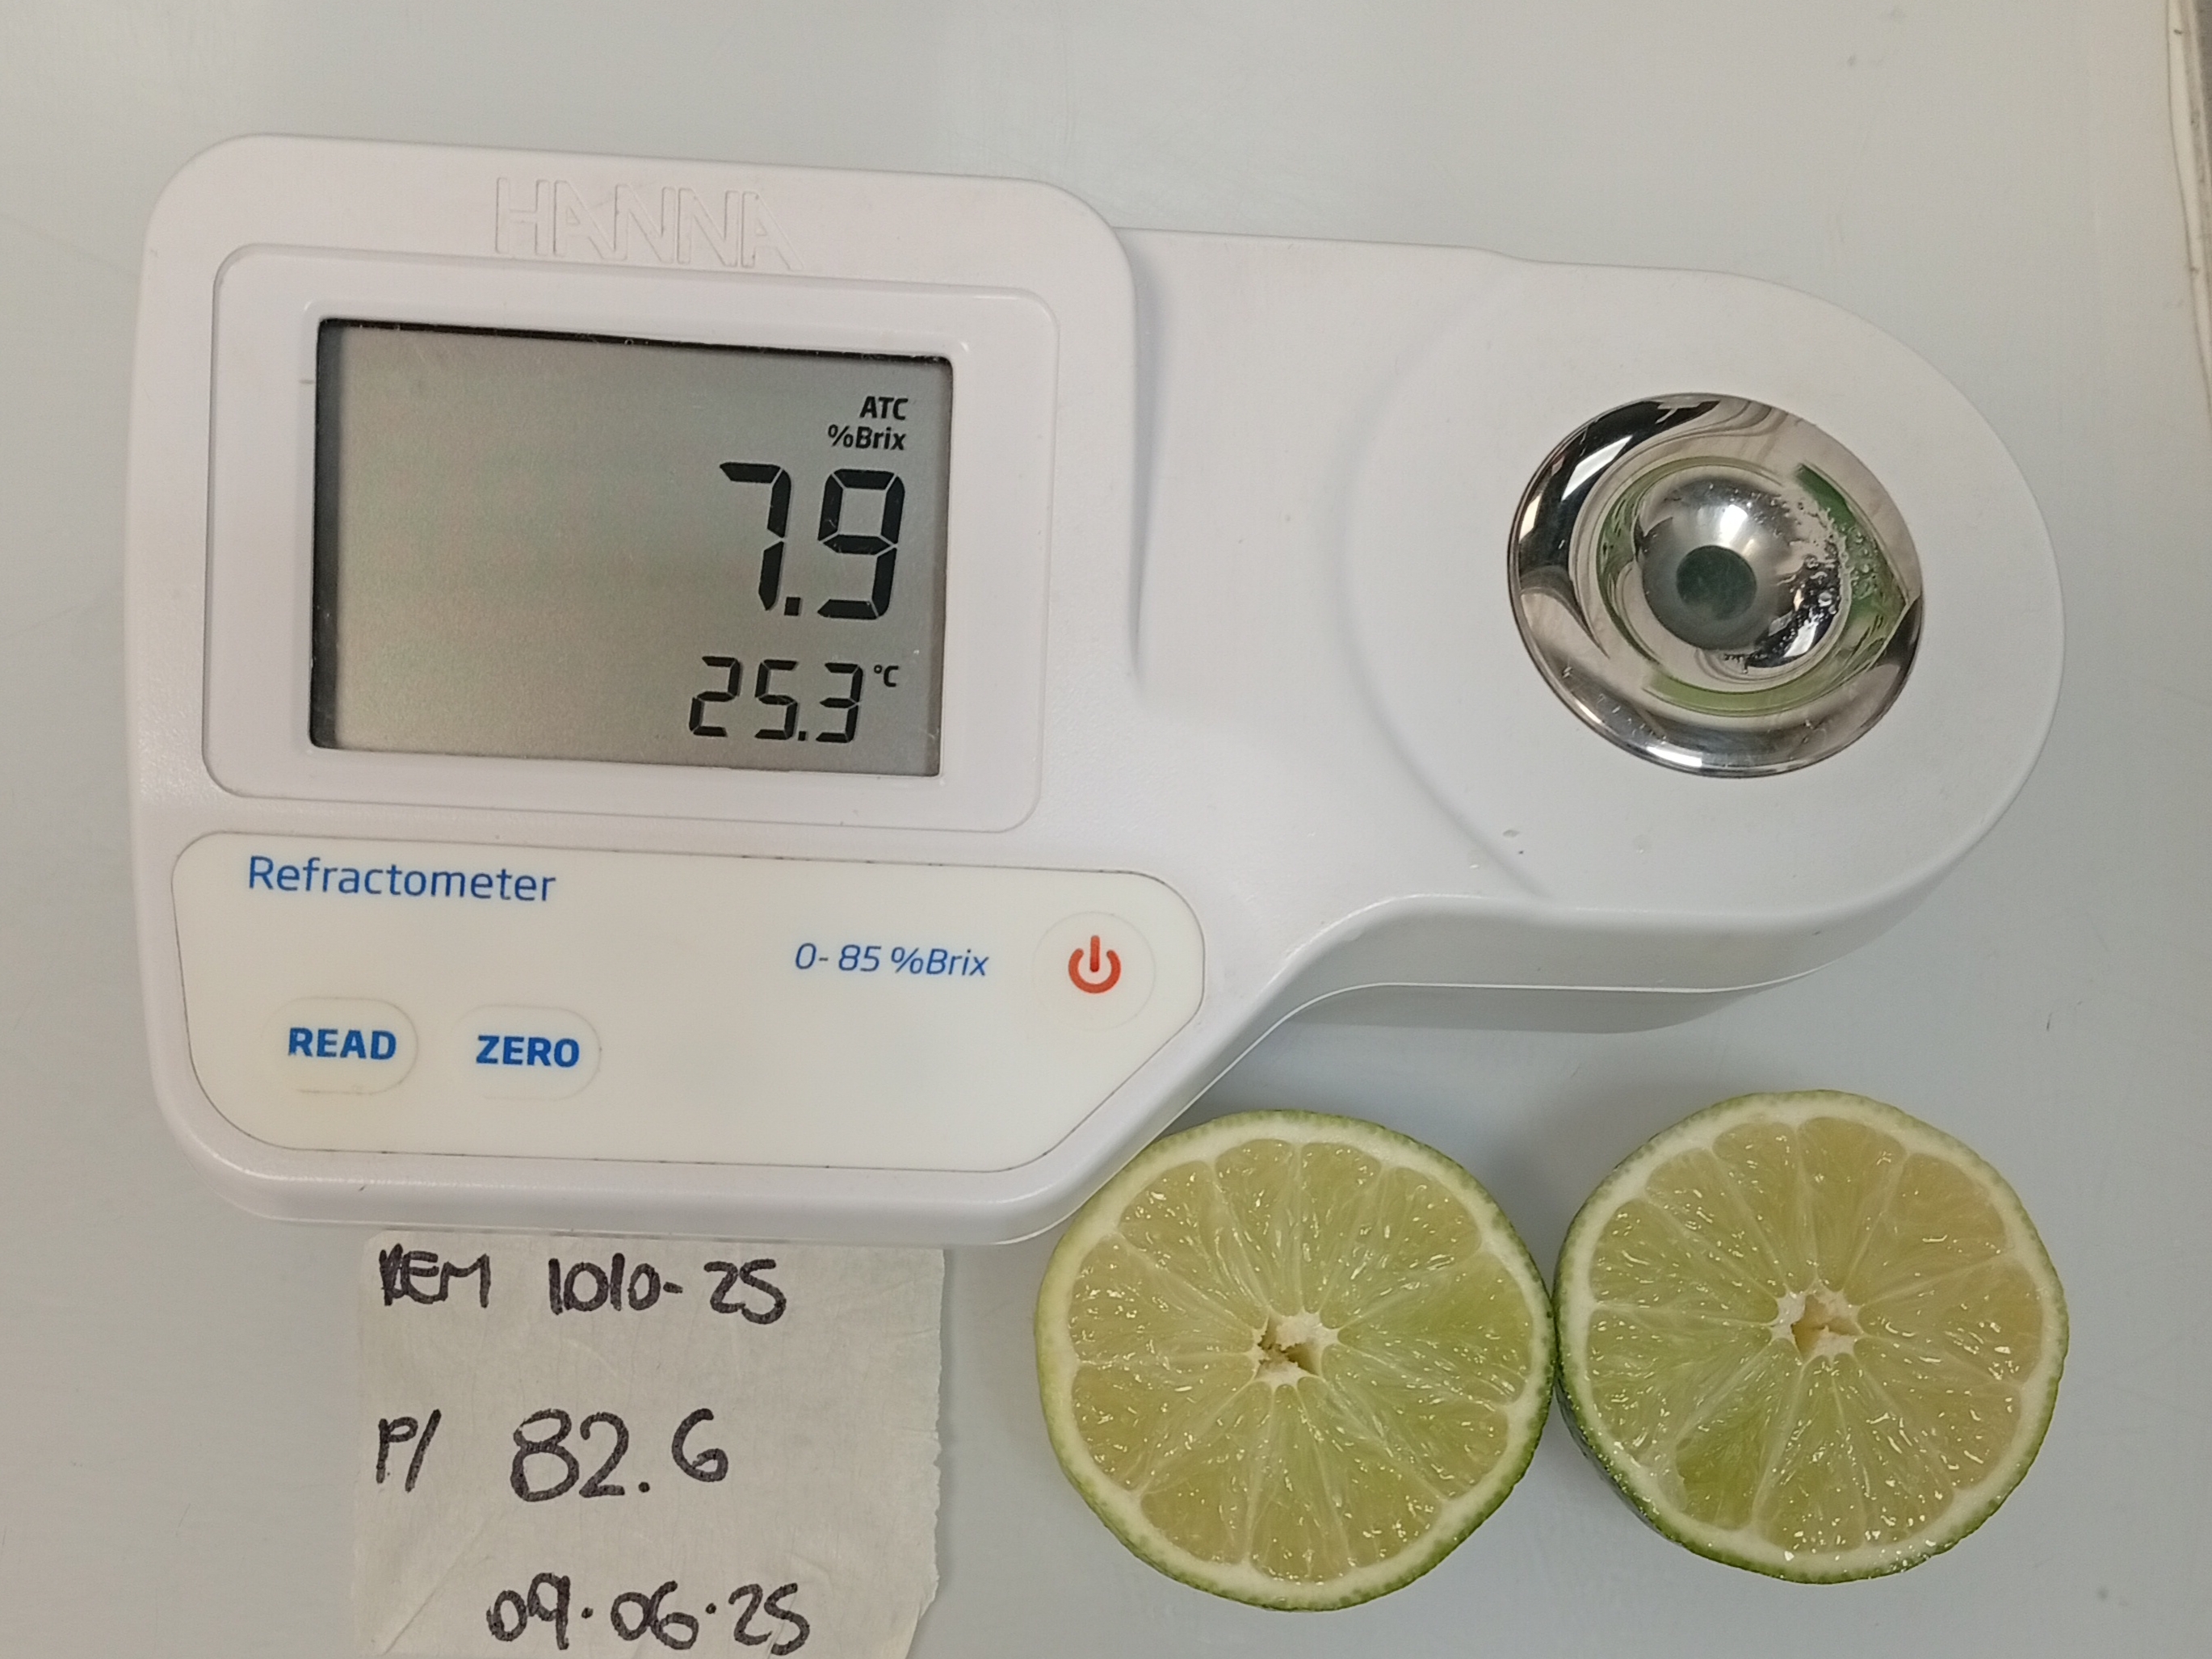 HANNA
ATC
%Brix
7.9
25.3 °C
Refractometer
0- 85 %Brix
READ ZERO
1010-25
P/ 82.6
09.06.25